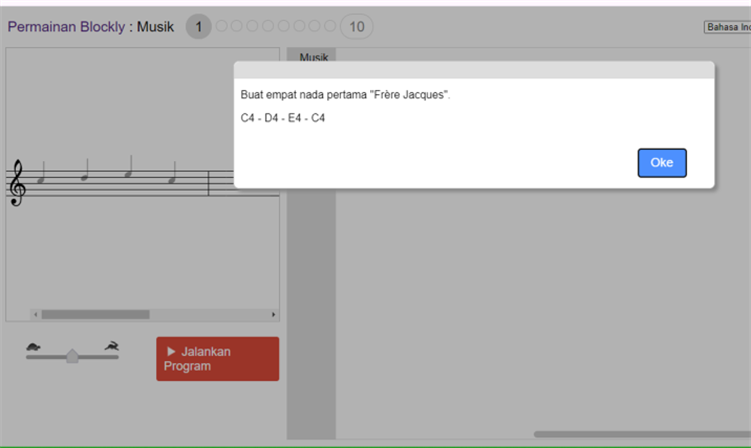 Permainan Blockly : Musik 1 10
Bahasa Ind
Musik
Buat empat nada pertama "Frère Jacques".
C4 - D4 - E4 - C4
Oke
Jalankan
Program